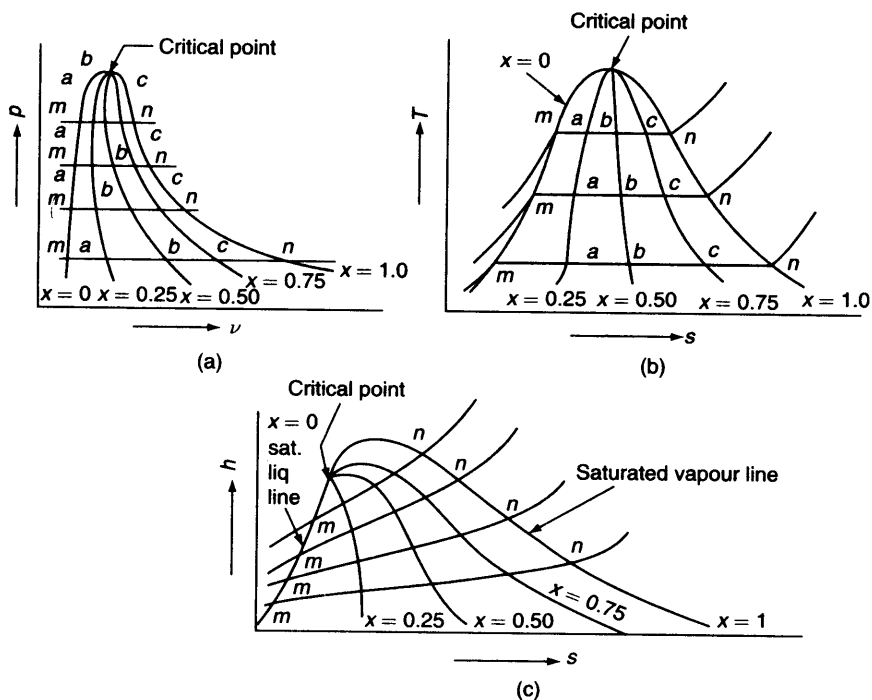 Critical point
b
a
c
p
m
n
a
c
m
b
n
a
c
m
b
n
m
a
b
c
n
x = 0 x = 0.25 x = 0.50
x = 0.75
x = 1.0
ν
(a)
Critical point
x = 0
T
m
a
b
c
n
m
a
b
c
n
m
a
b
c
n
x = 0.25 x = 0.50
x = 0.75
x = 1.0
s
(b)
Critical point
x = 0
sat.
liq
line
h
n
n
n
n
Saturated vapour line
m
m
m
m
x = 0.25
x = 0.50
x = 0.75
x = 1
s
(c)